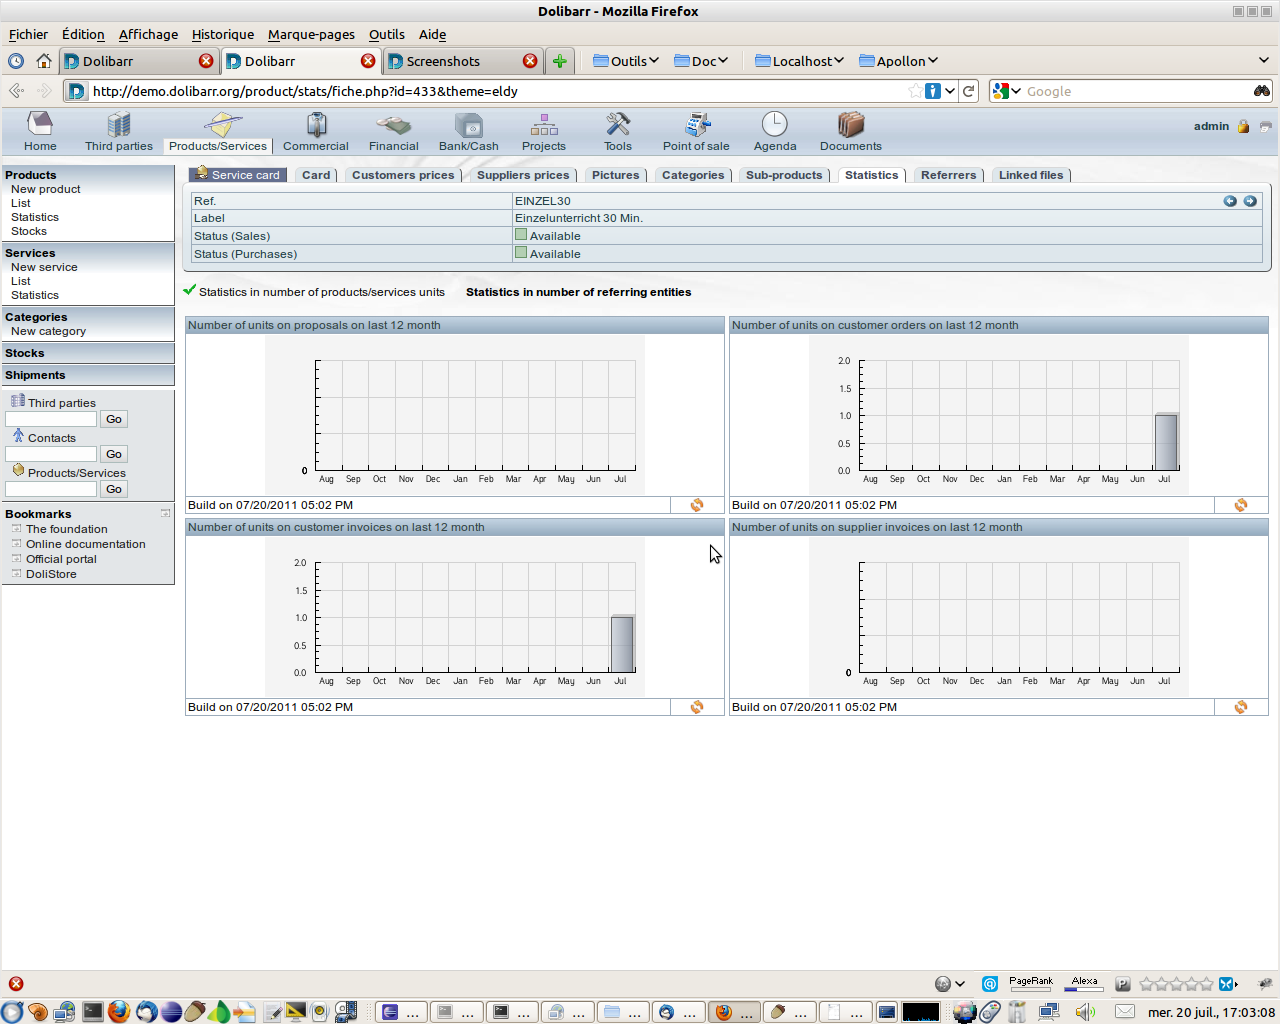 Dolibarr - Mozilla Firefox
Fichier Édition Affichage Historique Marque-pages Outils Aide
Dolibarr Dolibarr Screenshots Outils Doc Localhost Apollon
http://demo.dolibarr.org/product/stats/fiche.php?id=433&theme=eldy Google
Home Third parties Products/Services Commercial Financial Bank/Cash Projects Tools Point of sale Agenda Documents admin
Products
New product
List
Statistics
Stocks
Services
New service
List
Statistics
Categories
New category
Stocks
Shipments
Third parties
Go
Contacts
Go
Products/Services
Go
Bookmarks
The foundation
Online documentation
Official portal
DoliStore
Service card Card Customers prices Suppliers prices Pictures Categories Sub-products Statistics Referrers Linked files
Ref. EINZEL30
Label Einzelunterricht 30 Min.
Status (Sales) Available
Status (Purchases) Available
Statistics in number of products/services units Statistics in number of referring entities
Number of units on proposals on last 12 month
0
Aug Sep Oct Nov Dec Jan Feb Mar Apr May Jun Jul
Build on 07/20/2011 05:02 PM
Number of units on customer orders on last 12 month
2.0
1.5
1.0
0.5
0.0
Aug Sep Oct Nov Dec Jan Feb Mar Apr May Jun Jul
Build on 07/20/2011 05:02 PM
Number of units on customer invoices on last 12 month
2.0
1.5
1.0
0.5
0.0
Aug Sep Oct Nov Dec Jan Feb Mar Apr May Jun Jul
Build on 07/20/2011 05:02 PM
Number of units on supplier invoices on last 12 month
0
Aug Sep Oct Nov Dec Jan Feb Mar Apr May Jun Jul
Build on 07/20/2011 05:02 PM
PageRank Alexa
... ... ... ... ... ... ... ... ...
mer. 20 juil., 17:03:08